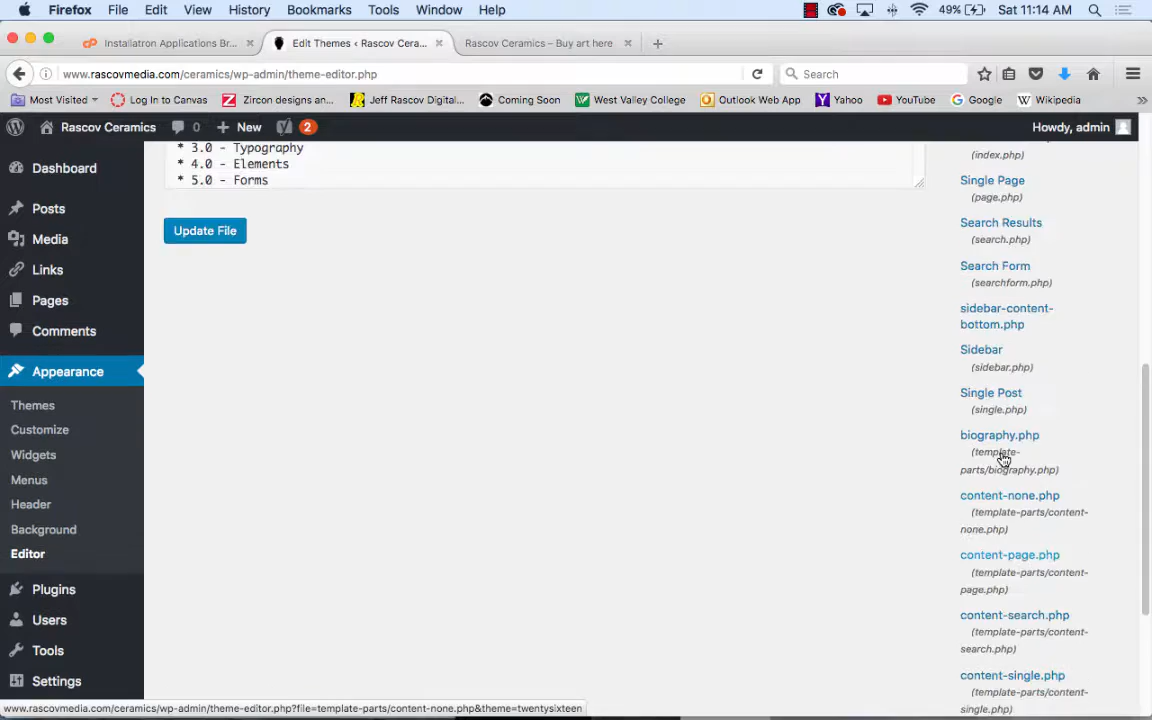 Firefox File Edit View History Bookmarks Tools Window Help 49% Sat 11:14 AM
Installatron Applications Br... × Edit Themes ‹ Rascov Cera... × Rascov Ceramics – Buy art here × +
www.rascovmedia.com/ceramics/wp-admin/theme-editor.php Search
Most Visited Log In to Canvas Zircon designs an... Jeff Rascov Digital... Coming Soon West Valley College Outlook Web App Yahoo YouTube Google Wikipedia »
Rascov Ceramics 0 + New 2 Howdy, admin
Dashboard
Posts
Media
Links
Pages
Comments
Appearance
Themes
Customize
Widgets
Menus
Header
Background
Editor
Plugins
Users
Tools
Settings
* 3.0 - Typography
* 4.0 - Elements
* 5.0 - Forms
Update File
(index.php)
Single Page
(page.php)
Search Results
(search.php)
Search Form
(searchform.php)
sidebar-content-
bottom.php
Sidebar
(sidebar.php)
Single Post
(single.php)
biography.php
(template-
parts/biography.php)
content-none.php
(template-parts/content-
none.php)
content-page.php
(template-parts/content-
page.php)
content-search.php
(template-parts/content-
search.php)
content-single.php
(template-parts/content-
single.php)
www.rascovmedia.com/ceramics/wp-admin/theme-editor.php?file=template-parts/content-none.php&theme=twentysixteen